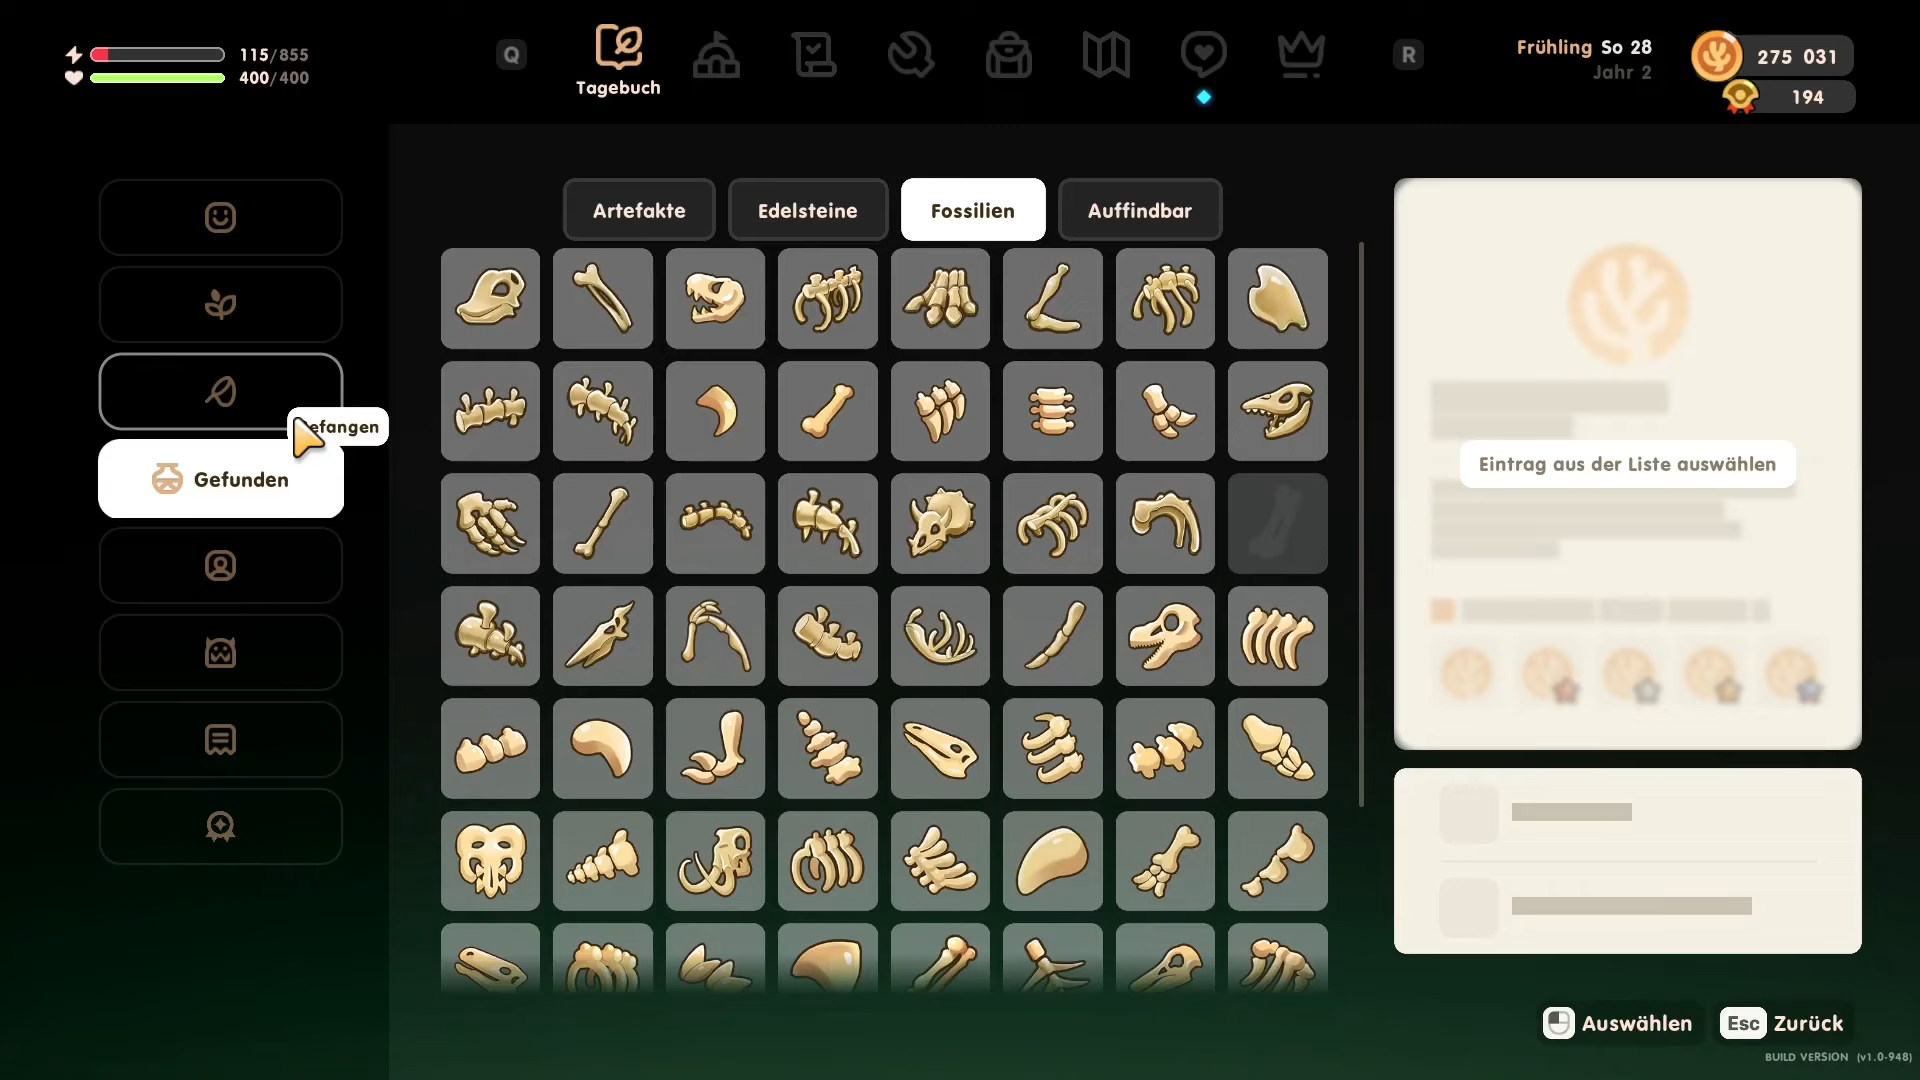 115/855
400/400
Q
Tagebuch
R
Frühling So 28
Jahr 2
275 031
194
Artefakte
Edelsteine
Fossilien
Auffindbar
efangen
Gefunden
Eintrag aus der Liste auswählen
Auswählen
Esc Zurück
BUILD VERSION (v1.0-948)